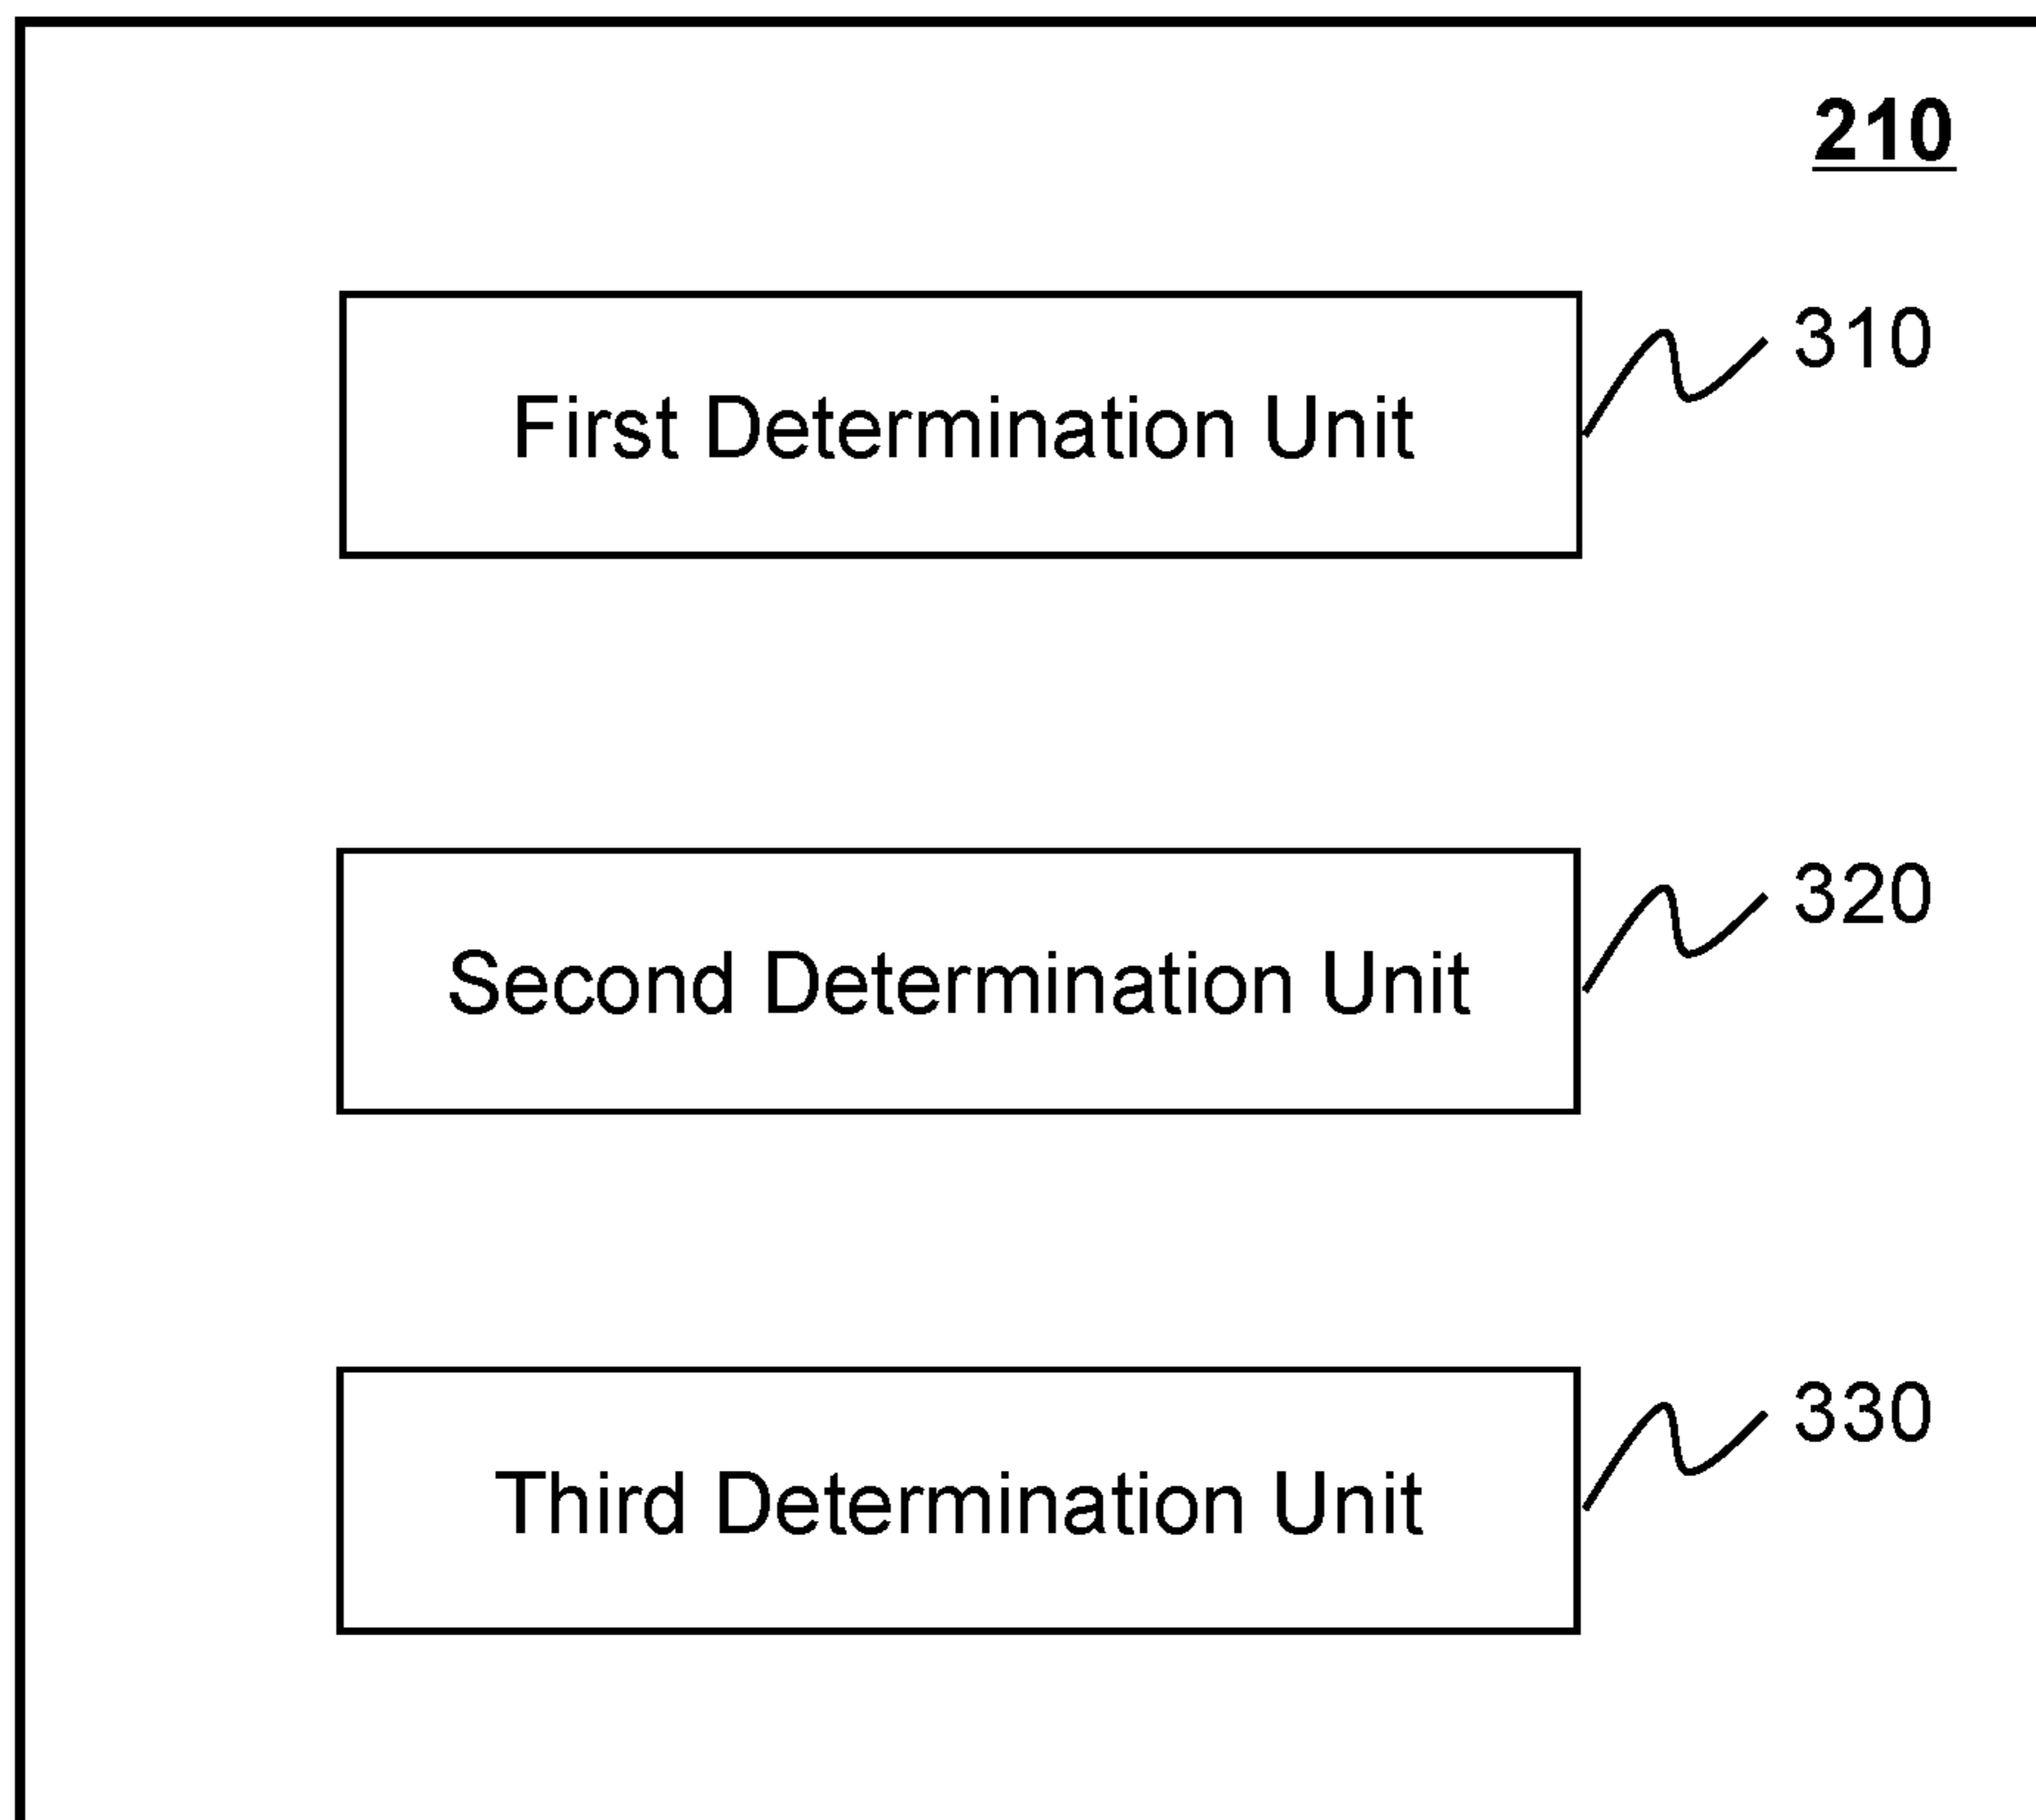 210
310
First Determination Unit
320
Second Determination Unit
330
Third Determination Unit